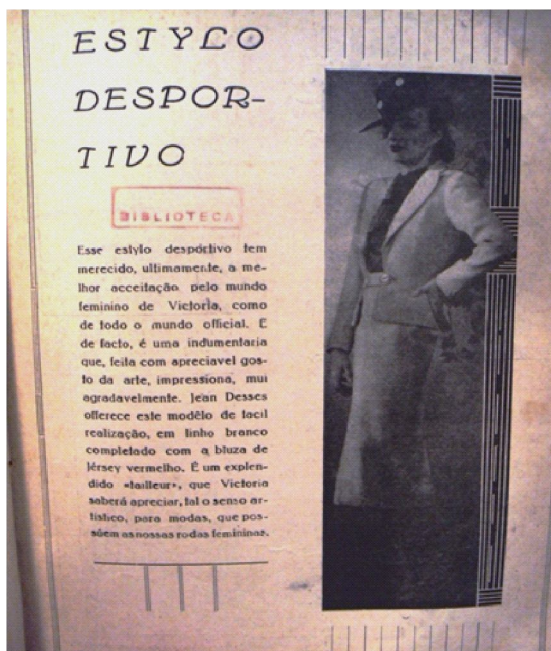 ESTYLO
DESPOR-
TIVO
BIBLIOTECA
Esse estylo despórtivo tem
merecido, ultimamente, a me-
lhor acceitação pelo mundo
feminino de Victoria, como
de todo o mundo official. E
de facto, é uma indumentaria
que, feita com apreciavel gos-
to da arte, impressiona, mui
agradavelmente. Jean Desses
offerece este modêlo de facil
realização, em linho branco
completado com a bluza de
Jérsey vermelho. É um explen-
dido «tailleur», que Victoria
saberá apreciar, tal o senso ar-
tistico, para modas, que pos-
sõem as nossas rodas femininas.